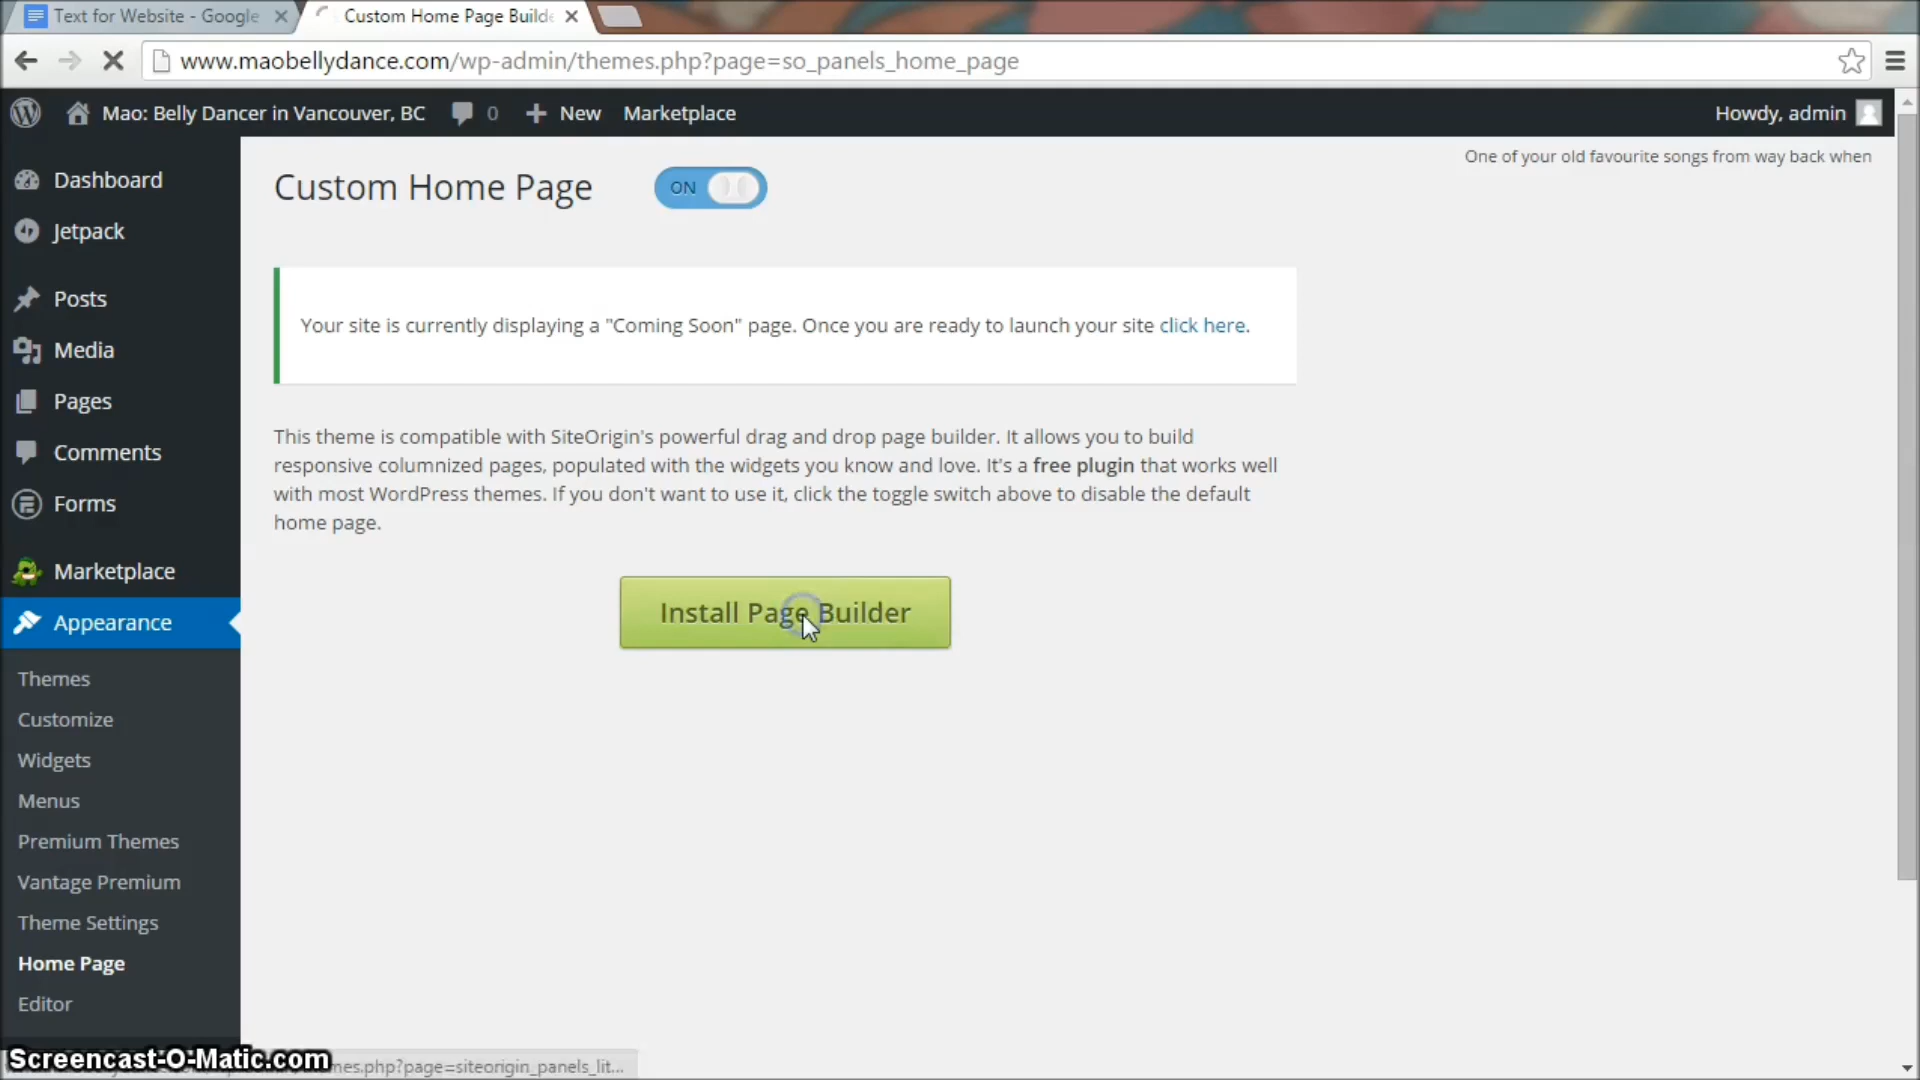 Text for Website - Google
Custom Home Page Builde
www.maobellydance.com/wp-admin/themes.php?page=so_panels_home_page
Mao: Belly Dancer in Vancouver, BC
0
New
Marketplace
Howdy, admin
Dashboard
Jetpack
Posts
Media
Pages
Comments
Forms
Marketplace
Appearance
Themes
Customize
Widgets
Menus
Premium Themes
Vantage Premium
Theme Settings
Home Page
Editor
One of your old favourite songs from way back when
Custom Home Page
ON
Your site is currently displaying a "Coming Soon" page. Once you are ready to launch your site click here.
This theme is compatible with SiteOrigin's powerful drag and drop page builder. It allows you to build
responsive columnized pages, populated with the widgets you know and love. It's a free plugin that works well
with most WordPress themes. If you don't want to use it, click the toggle switch above to disable the default
home page.
Install Page Builder
Screencast-O-Matic.com
mes.php?page=siteorigin_panels_lit...